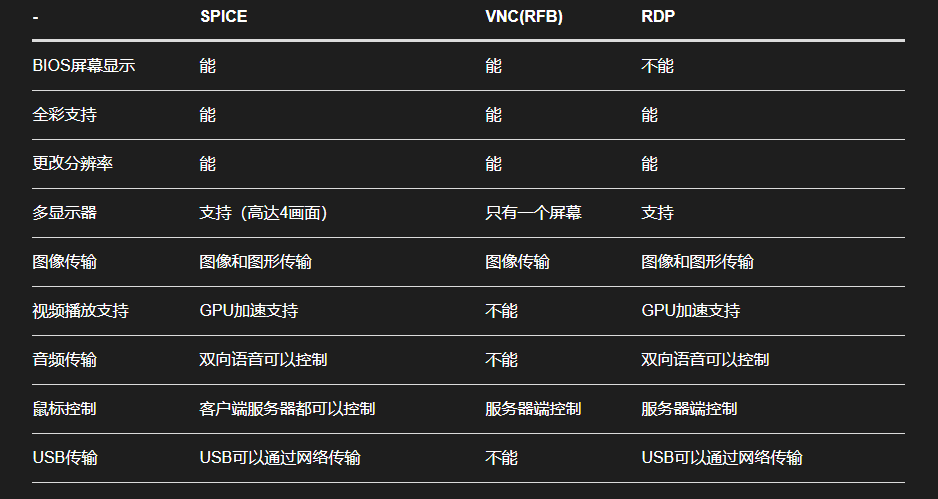 - SPICE VNC(RFB) RDP
BIOS屏幕显示 能 能 不能
全彩支持 能 能 能
更改分辨率 能 能 能
多显示器 支持（高达4画面） 只有一个屏幕 支持
图像传输 图像和图形传输 图像传输 图像和图形传输
视频播放支持 GPU加速支持 不能 GPU加速支持
音频传输 双向语音可以控制 不能 双向语音可以控制
鼠标控制 客户端服务器都可以控制 服务器端控制 服务器端控制
USB传输 USB可以通过网络传输 不能 USB可以通过网络传输